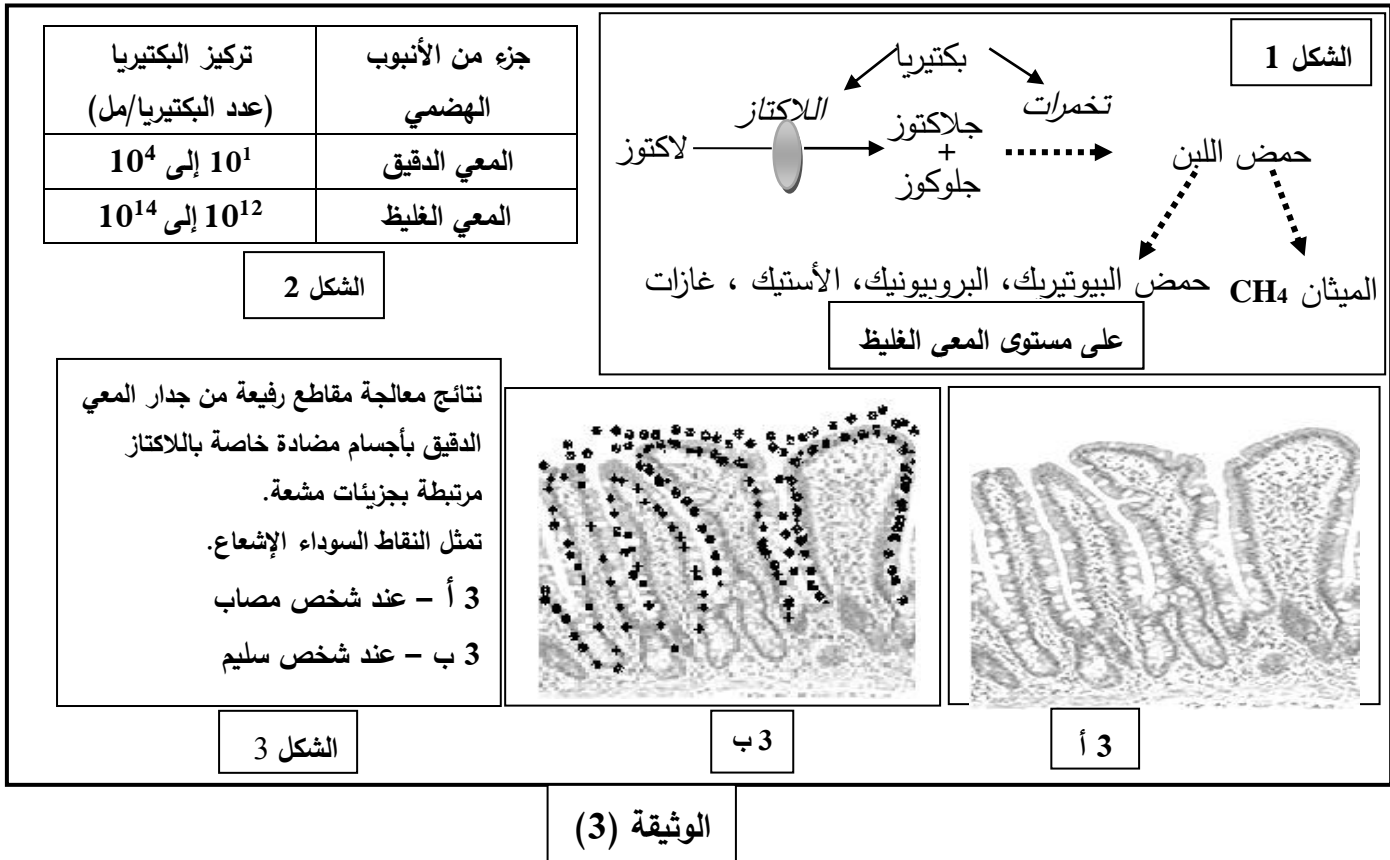 الشكل 1
بكتيريا
اللاكتاز
تخمرات
لاكتوز
جلاكتوز
+
جلوكوز
حمض اللبن
الميثان CH4
حمض البيوتيريك، البروبيونيك، الأستيك ، غازات
على مستوى المعي الغليظ
جزء من الأنبوب الهضمي
تركيز البكتيريا (عدد البكتيريا/مل)
المعي الدقيق
10¹ إلى 10⁴
المعي الغليظ
10¹² إلى 10¹⁴
الشكل 2
3 أ
3 ب
نتائج معالجة مقاطع رفيعة من جدار المعي
الدقيق بأجسام مضادة خاصة باللاكتاز
مرتبطة بجزيئات مشعة.
تمثل النقاط السوداء الإشعاع.
3 أ – عند شخص مصاب
3 ب – عند شخص سليم
الشكل 3
الوثيقة (3)